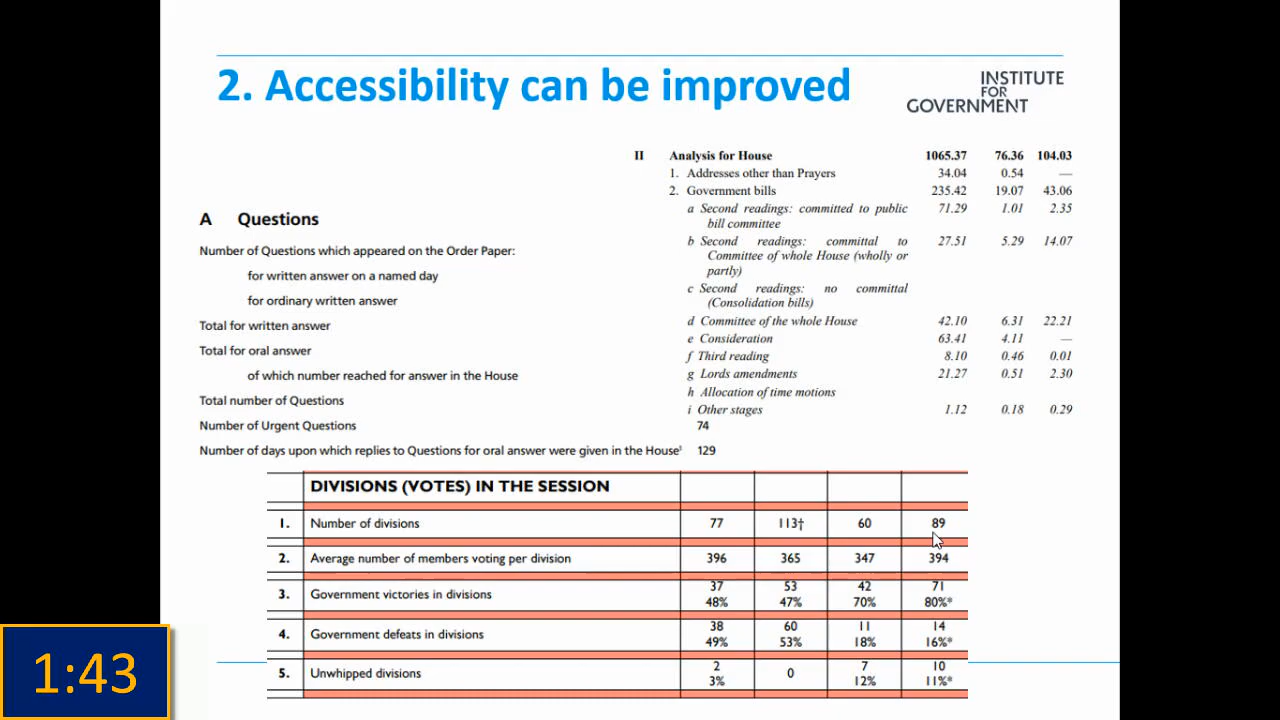 2. Accessibility can be improved
INSTITUTE
FOR
GOVERNMENT
II Analysis for House 1065.37 76.36 104.03
1. Addresses other than Prayers 34.04 0.54 —
2. Government bills 235.42 19.07 43.06
a Second readings: committed to public 71.29 1.01 2.35
bill committee
b Second readings: committal to 27.51 5.29 14.07
Committee of whole House (wholly or
partly)
c Second readings: no committal
(Consolidation bills)
d Committee of the whole House 42.10 6.31 22.21
e Consideration 63.41 4.11 —
f Third reading 8.10 0.46 0.01
g Lords amendments 21.27 0.51 2.30
h Allocation of time motions
i Other stages 1.12 0.18 0.29
A Questions
Number of Questions which appeared on the Order Paper:
for written answer on a named day
for ordinary written answer
Total for written answer
Total for oral answer
of which number reached for answer in the House
Total number of Questions
Number of Urgent Questions 74
Number of days upon which replies to Questions for oral answer were given in the House 129
DIVISIONS (VOTES) IN THE SESSION
1. Number of divisions 77 113† 60 89
2. Average number of members voting per division 396 365 347 394
3. Government victories in divisions 37 53 42 71
48% 47% 70% 80%*
4. Government defeats in divisions 38 60 11 14
49% 53% 18% 16%*
5. Unwhipped divisions 2 0 7 10
3% 12% 11%*
1:43